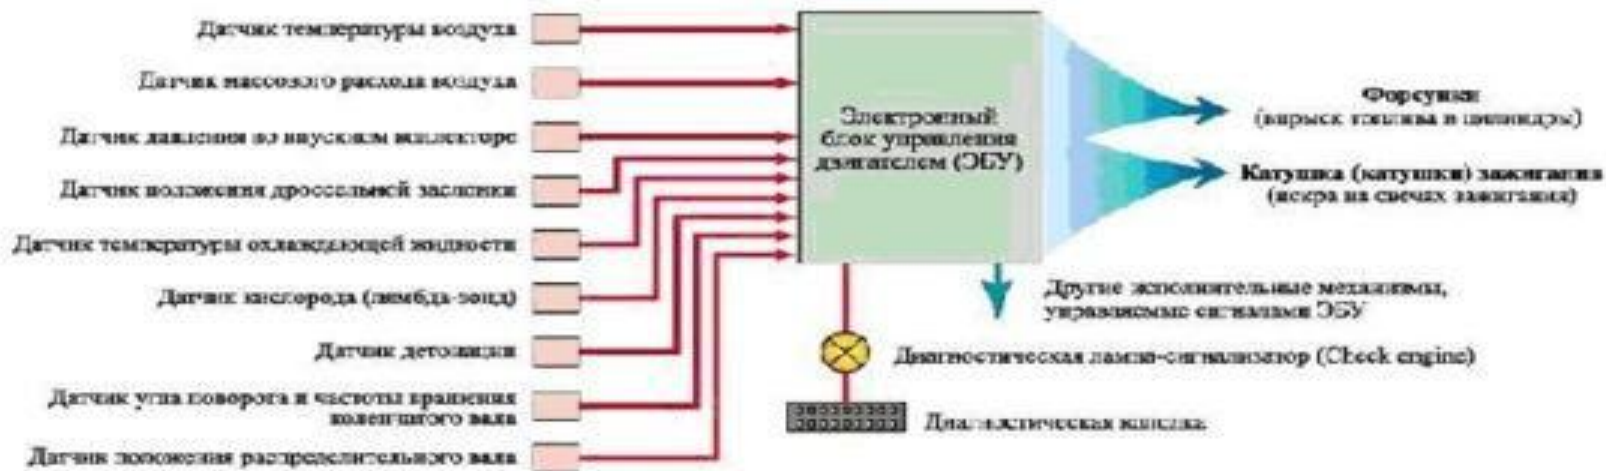 Датчик температуры воздуха
Датчик массового расхода воздуха
Датчик давления во впускном коллекторе
Датчик положения дроссельной заслонки
Датчик температуры охлаждающей жидкости
Датчик кислорода (лямбда-зонд)
Датчик детонации
Датчик угла поворота и частоты вращения
коленчатого вала
Датчик положения распределительного вала
Электронный
блок управления
двигателем (ЭБУ)
Форсунки
(впрыск топлива в цилиндры)
Катушка (катушки) зажигания
(искра на свечах зажигания)
Другие исполнительные механизмы,
управляемые сигналами ЭБУ
Диагностическая лампа-сигнализатор (Check engine)
Диагностическая колодка